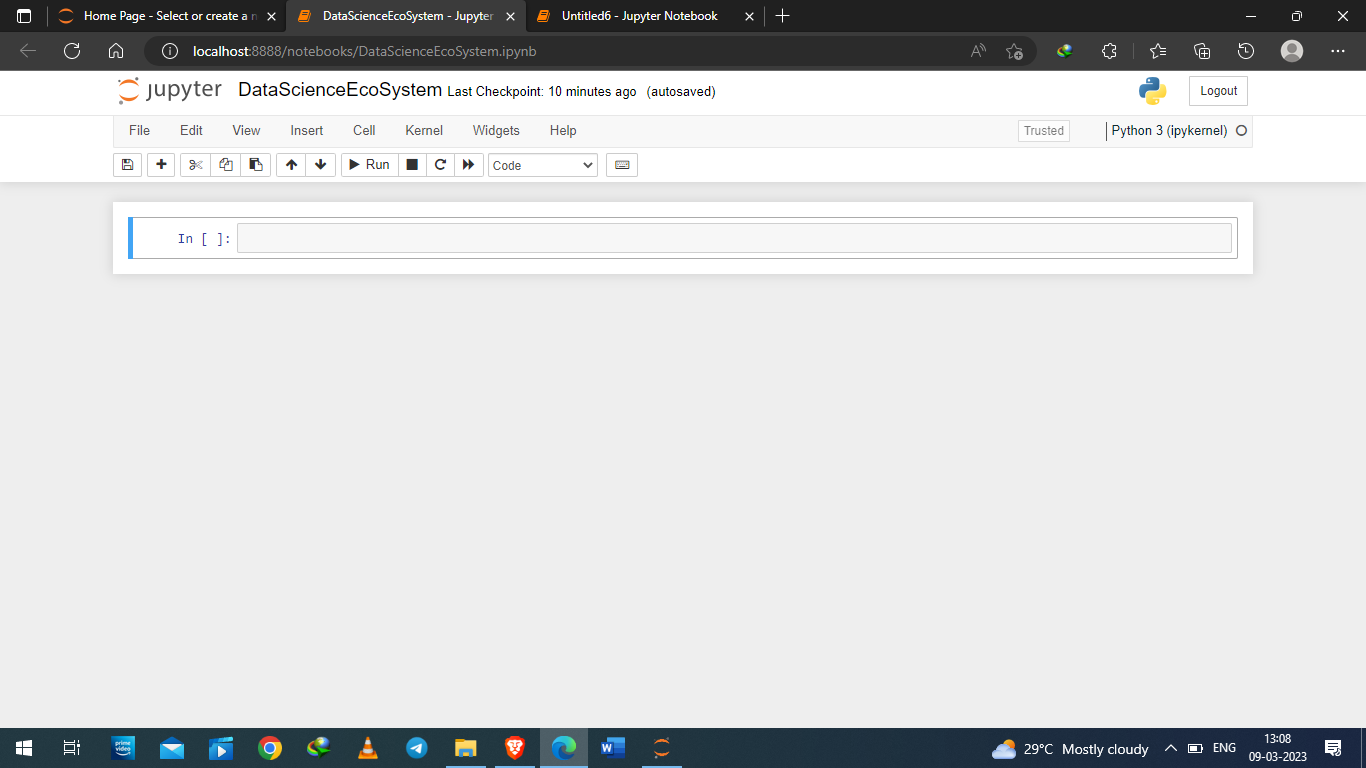 Home Page - Select or create a n
DataScienceEcoSystem - Jupyter
Untitled6 - Jupyter Notebook
localhost:8888/notebooks/DataScienceEcoSystem.ipynb
jupyter DataScienceEcoSystem Last Checkpoint: 10 minutes ago (autosaved)
Logout
File Edit View Insert Cell Kernel Widgets Help
Trusted
Python 3 (ipykernel)
Run
Code
In [ ]:
prime video
29°C Mostly cloudy
ENG
13:08
09-03-2023